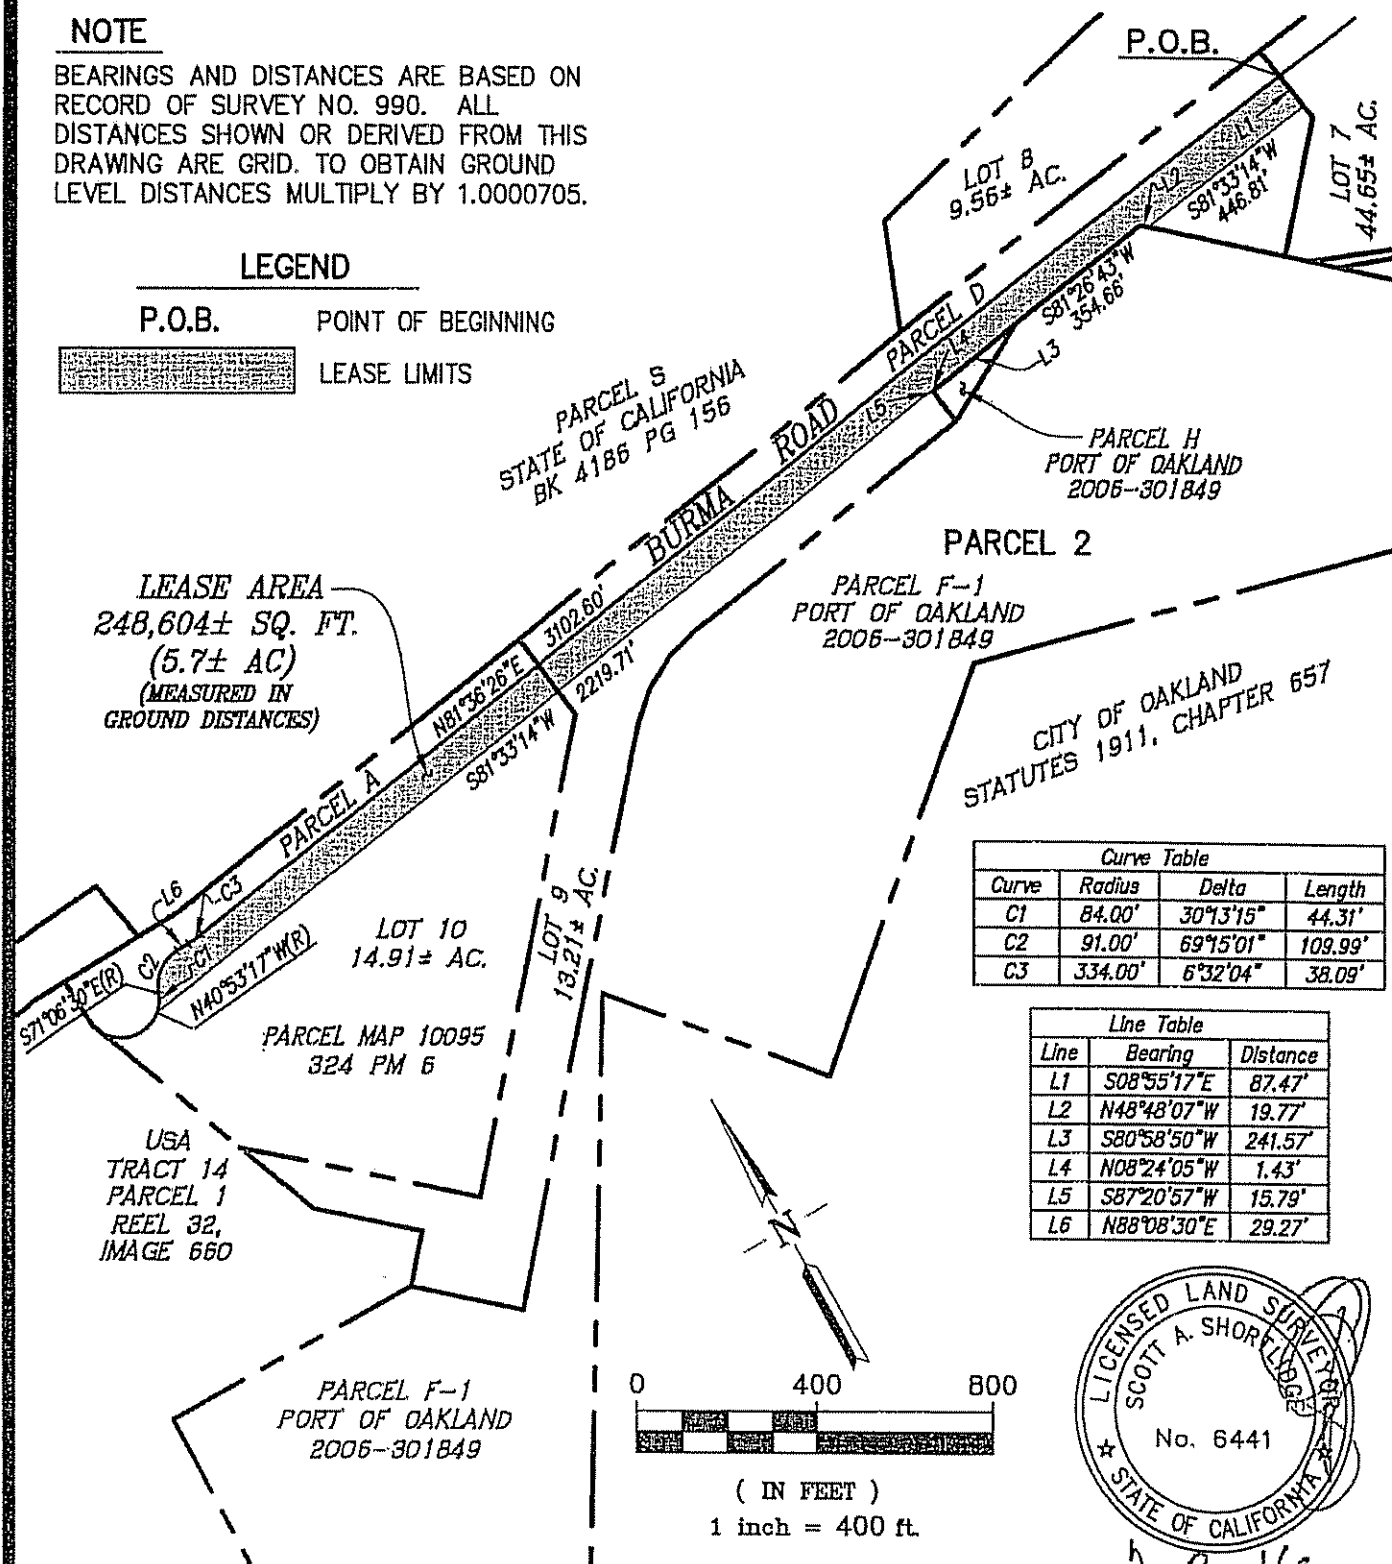 NOTE
BEARINGS AND DISTANCES ARE BASED ON
RECORD OF SURVEY NO. 990. ALL
DISTANCES SHOWN OR DERIVED FROM THIS
DRAWING ARE GRID. TO OBTAIN GROUND
LEVEL DISTANCES MULTIPLY BY 1.0000705.
LEGEND
P.O.B. POINT OF BEGINNING
LEASE LIMITS
P.O.B.
LOT 7
44.65± AC.
LOT 8
9.56± AC.
L1
L2
S81°33'14"W
446.81'
S81°26'43"W
354.66'
PARCEL D
L4
L3
L5
PARCEL S
STATE OF CALIFORNIA
BK 4186 PG 156
BURMA ROAD
PARCEL H
PORT OF OAKLAND
2006-301849
PARCEL 2
PARCEL F-1
PORT OF OAKLAND
2006-301849
LEASE AREA
248,604± SQ. FT.
(5.7± AC)
(MEASURED IN
GROUND DISTANCES)
N81°36'26"E 3102.60'
S81°33'14"W 2219.71'
CITY OF OAKLAND
STATUTES 1911, CHAPTER 657
PARCEL A
L6
C3
C2
C1
S71°06'30"E(R)
N40°53'17"W(R)
LOT 10
14.91± AC.
LOT 9
13.21± AC.
PARCEL MAP 10095
324 PM 6
Curve Table
Curve Radius Delta Length
C1 84.00' 30°13'15" 44.31'
C2 91.00' 69°15'01" 109.99'
C3 334.00' 6°32'04" 38.09'
Line Table
Line Bearing Distance
L1 S08°55'17"E 87.47'
L2 N48°48'07"W 19.77'
L3 S80°58'50"W 241.57'
L4 N08°24'05"W 1.43'
L5 S87°20'57"W 15.79'
L6 N88°08'30"E 29.27'
USA
TRACT 14
PARCEL 1
REEL 32,
IMAGE 660
N
PARCEL F-1
PORT OF OAKLAND
2006-301849
0 400 800
( IN FEET )
1 inch = 400 ft.
LICENSED LAND SURVEYOR
SCOTT A. SHORTLIDGE
No. 6441
STATE OF CALIFORNIA